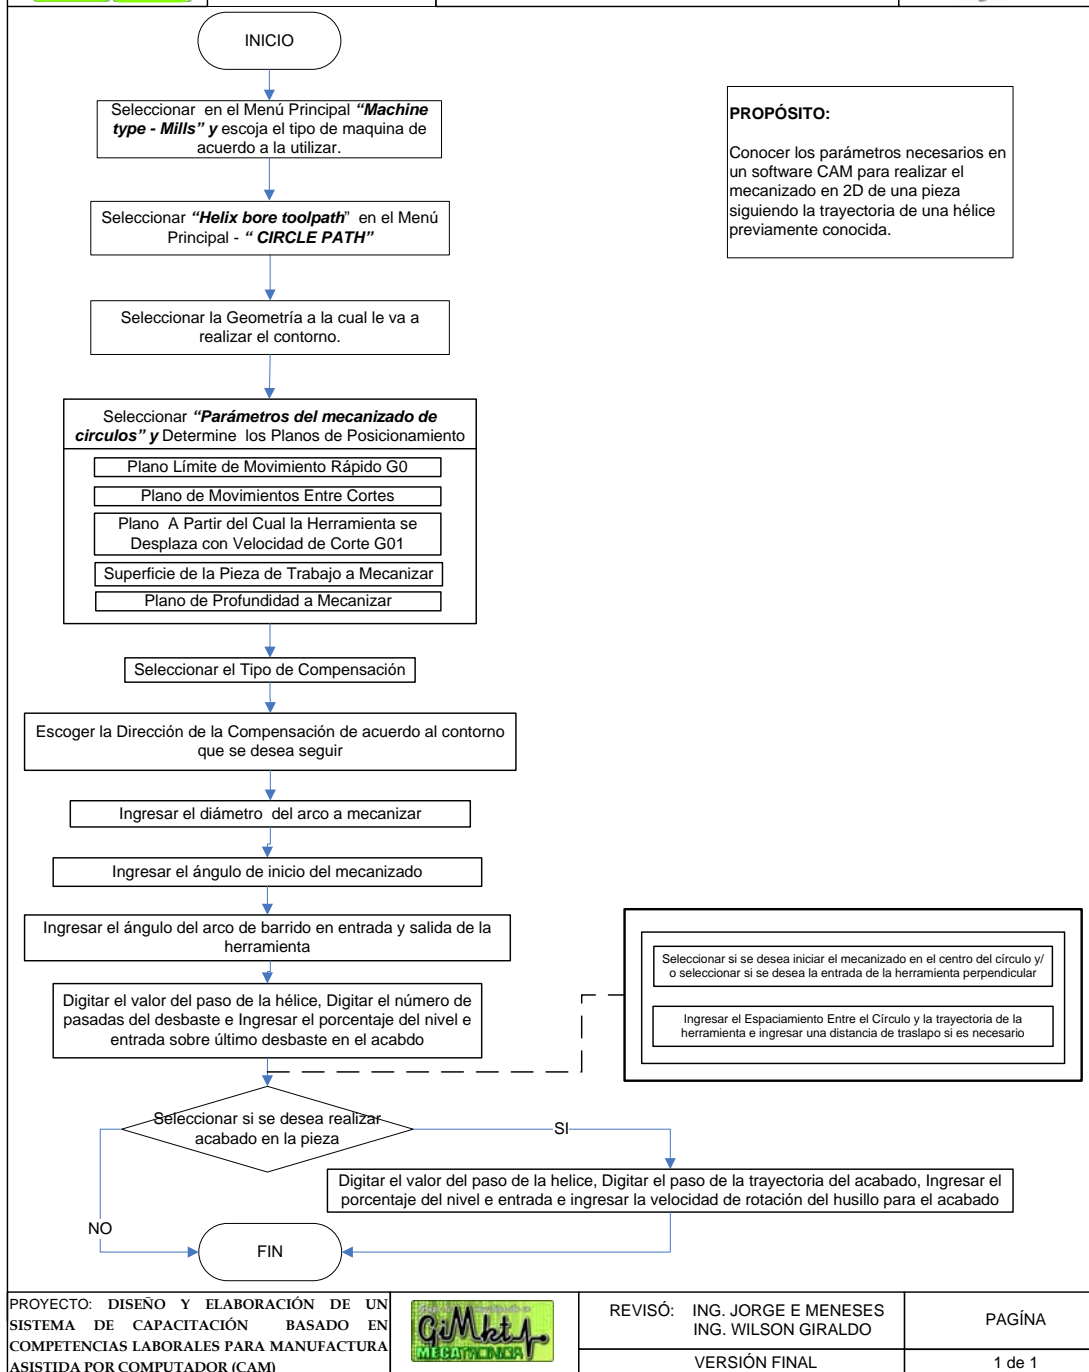 INICIO
Seleccionar en el Menú Principal “Machine
type - Mills” y escoja el tipo de maquina de
acuerdo a la utilizar.
PROPÓSITO:
Conocer los parámetros necesarios en
un software CAM para realizar el
mecanizado en 2D de una pieza
siguiendo la trayectoria de una hélice
previamente conocida.
Seleccionar “Helix bore toolpath” en el Menú
Principal - “ CIRCLE PATH”
Seleccionar la Geometría a la cual le va a
realizar el contorno.
Seleccionar “Parámetros del mecanizado de
circulos” y Determine los Planos de Posicionamiento
Plano Límite de Movimiento Rápido G0
Plano de Movimientos Entre Cortes
Plano A Partir del Cual la Herramienta se
Desplaza con Velocidad de Corte G01
Superficie de la Pieza de Trabajo a Mecanizar
Plano de Profundidad a Mecanizar
Seleccionar el Tipo de Compensación
Escoger la Dirección de la Compensación de acuerdo al contorno
que se desea seguir
Ingresar el diámetro del arco a mecanizar
Ingresar el ángulo de inicio del mecanizado
Ingresar el ángulo del arco de barrido en entrada y salida de la
herramienta
Digitar el valor del paso de la hélice, Digitar el número de
pasadas del desbaste e Ingresar el porcentaje del nivel e
entrada sobre último desbaste en el acabdo
Seleccionar si se desea iniciar el mecanizado en el centro del círculo y/
o seleccionar si se desea la entrada de la herramienta perpendicular
Ingresar el Espaciamiento Entre el Círculo y la trayectoria de la
herramienta e ingresar una distancia de traslapo si es necesario
Seleccionar si se desea realizar
acabado en la pieza
SI
Digitar el valor del paso de la helice, Digitar el paso de la trayectoria del acabado, Ingresar el
porcentaje del nivel e entrada e ingresar la velocidad de rotación del husillo para el acabado
NO
FIN
PROYECTO: DISEÑO Y ELABORACIÓN DE UN
SISTEMA DE CAPACITACIÓN BASADO EN
COMPETENCIAS LABORALES PARA MANUFACTURA
ASISTIDA POR COMPUTADOR (CAM)
GiMkt
MECATRONICA
REVISÓ: ING. JORGE E MENESES
ING. WILSON GIRALDO
VERSIÓN FINAL
PAGÍNA
1 de 1